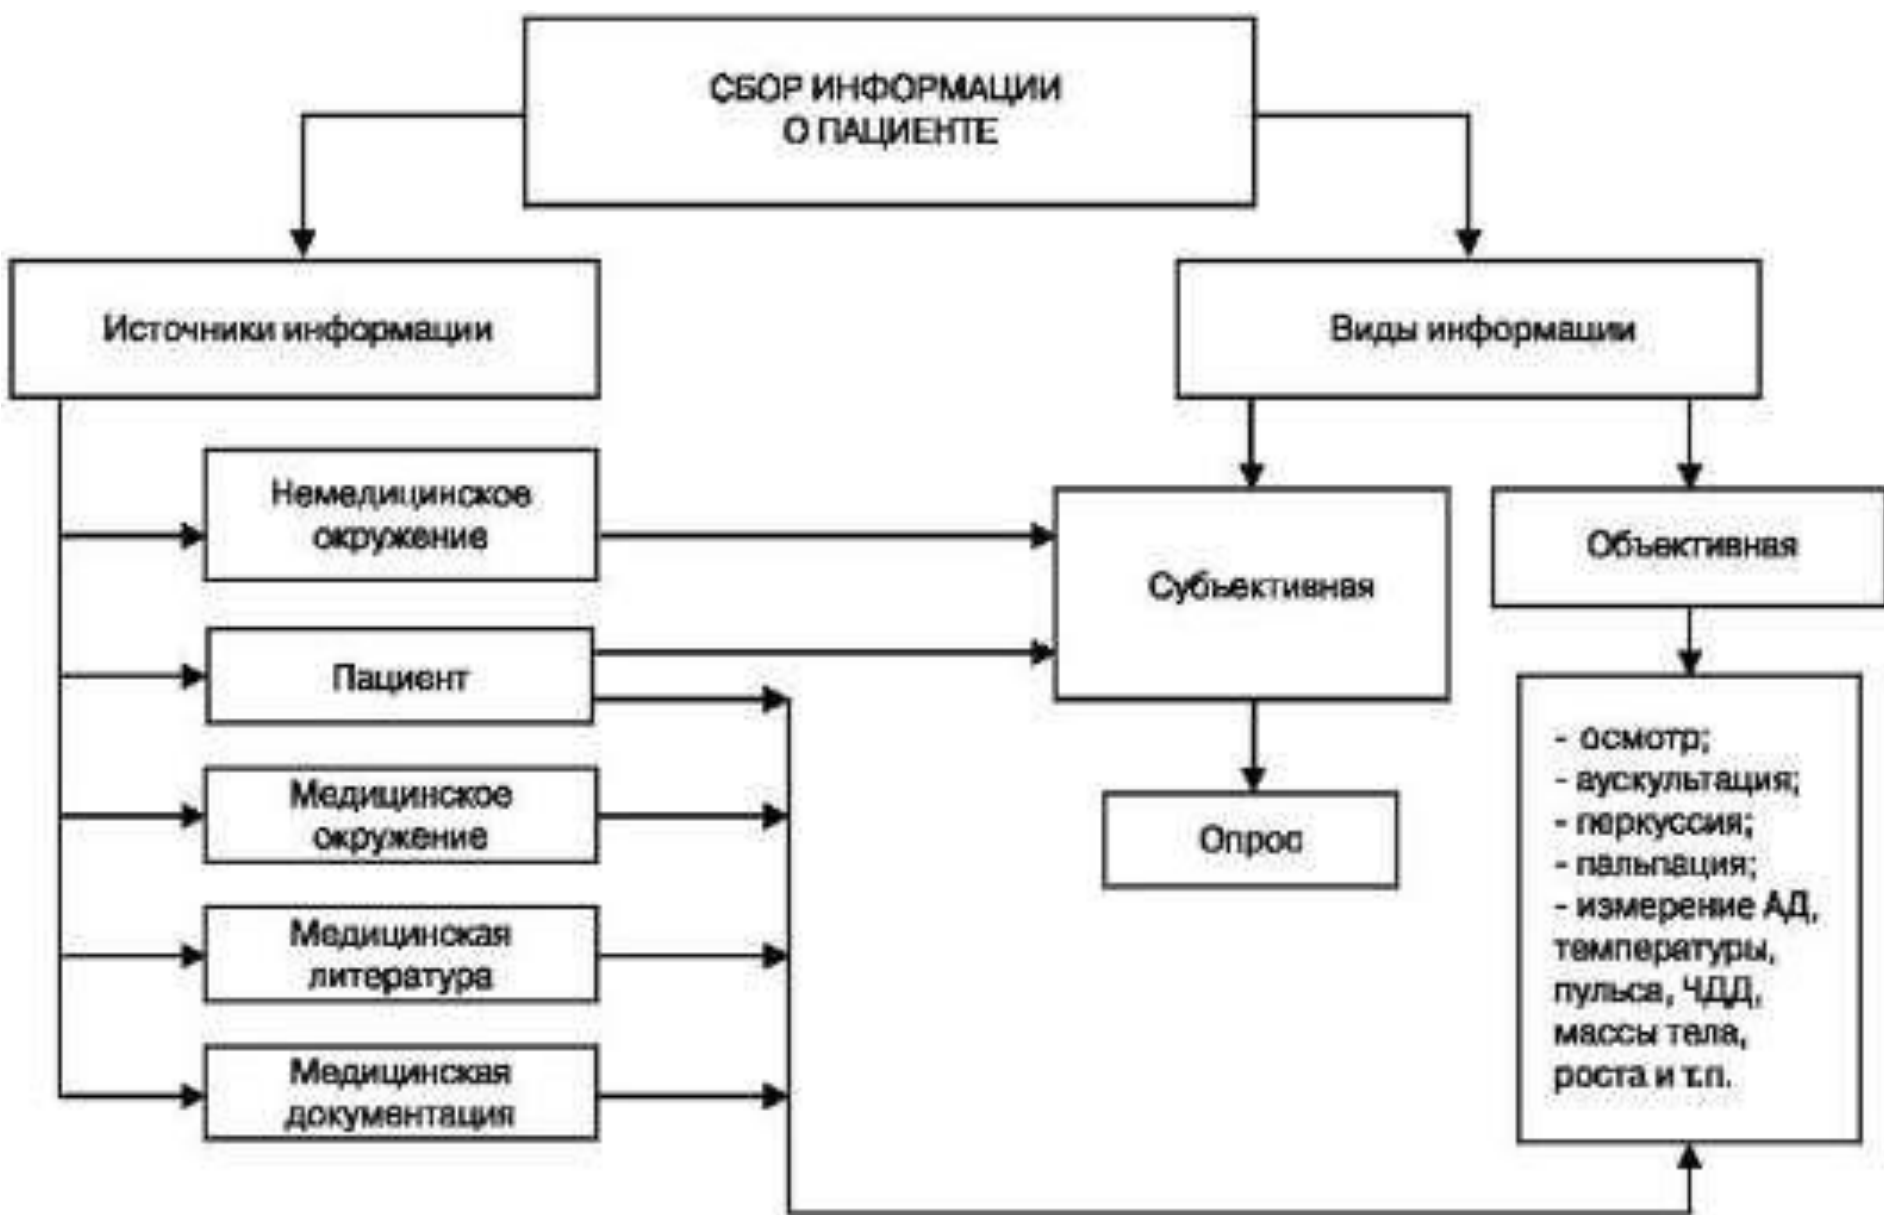 СБОР ИНФОРМАЦИИ
О ПАЦИЕНТЕ
Источники информации
Виды информации
Немедицинское
окружение
Пациент
Медицинское
окружение
Медицинская
литература
Медицинская
документация
Субъективная
Опрос
Объективная
- осмотр;
- аускультация;
- перкуссия;
- пальпация;
- измерение АД,
температуры,
пульса, ЧДД,
массы тела,
роста и т.п.